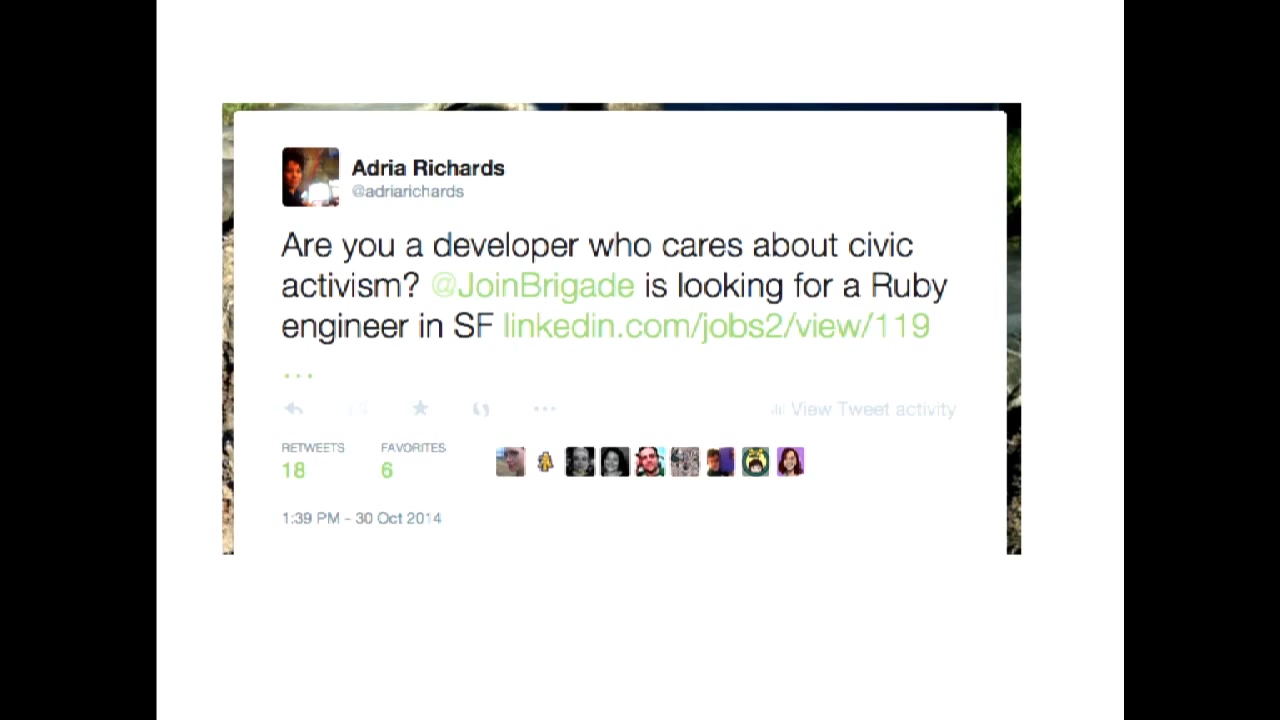 Adria Richards
@adriarichards
Are you a developer who cares about civic
activism? @JoinBrigade is looking for a Ruby
engineer in SF linkedin.com/jobs2/view/119
...
View Tweet activity
RETWEETS FAVORITES
18 6
1:39 PM - 30 Oct 2014